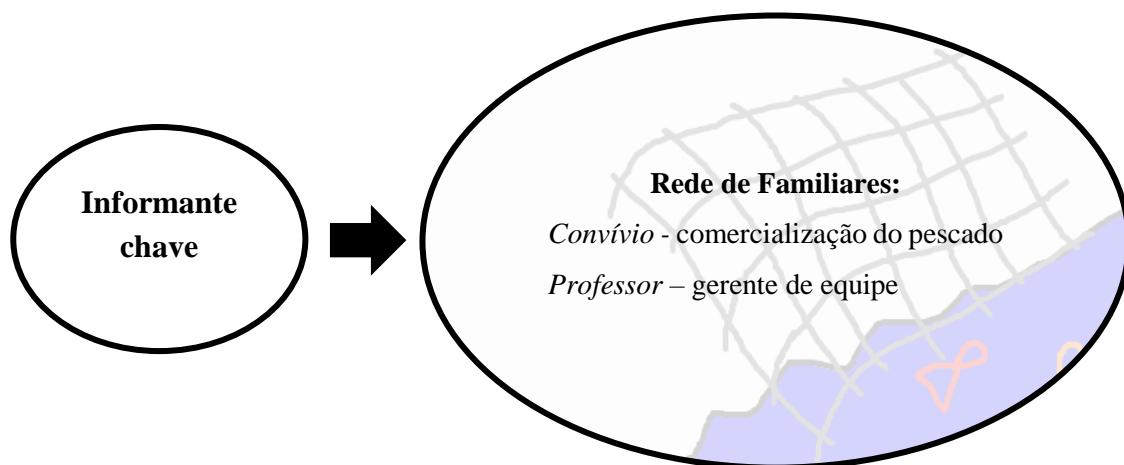 Informante
chave
Rede de Familiares:
Convívio - comercialização do pescado
Professor – gerente de equipe